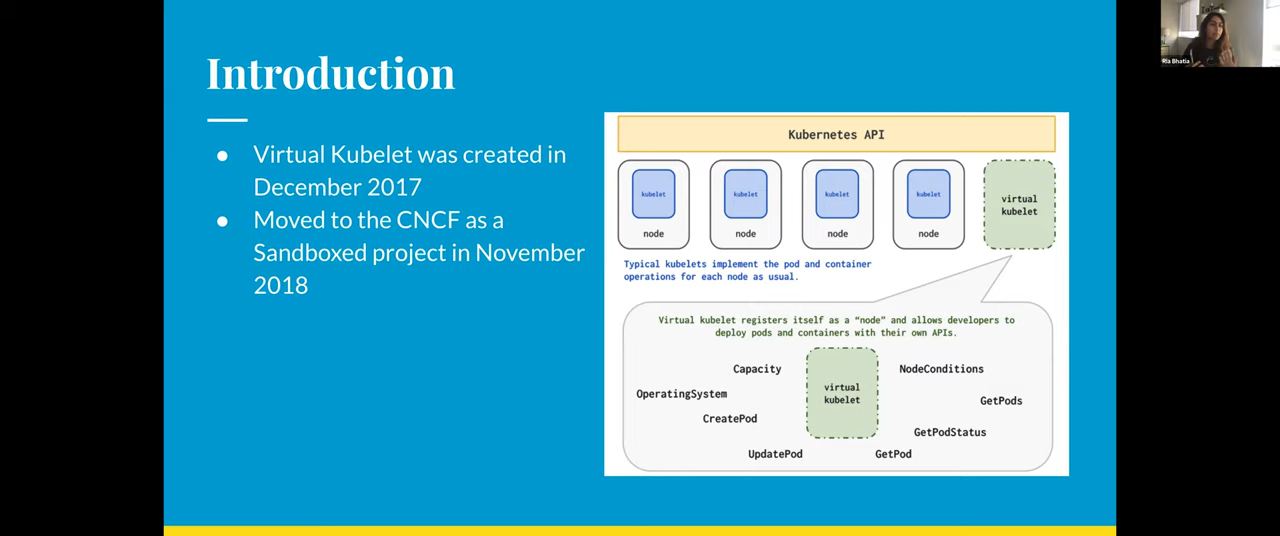 Introduction
● Virtual Kubelet was created in
December 2017
● Moved to the CNCF as a
Sandboxed project in November
2018
Kubernetes API
kubelet
node
kubelet
node
kubelet
node
kubelet
node
virtual
kubelet
Typical kubelets implement the pod and container
operations for each node as usual.
Virtual kubelet registers itself as a “node” and allows developers to
deploy pods and containers with their own APIs.
Capacity
OperatingSystem
CreatePod
UpdatePod
virtual
kubelet
NodeConditions
GetPods
GetPodStatus
GetPod
Ria Bhatia